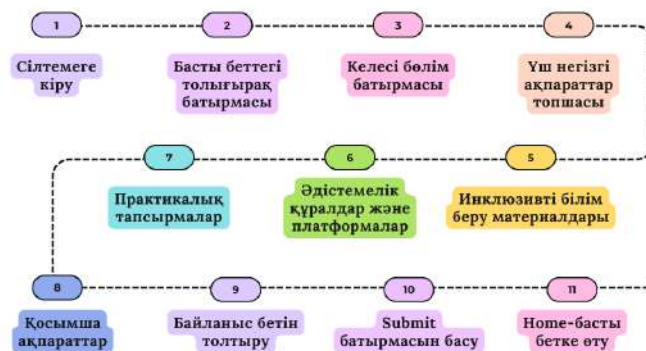 1
Сілтемеге
кіру
2
Басты беттегі
толығырақ
батырмасы
3
Келесі бөлім
батырмасы
4
Үш негізгі
ақпараттар
топшасы
5
Инклюзивті білім
беру материалдары
6
Әдістемелік
құралдар және
платформалар
7
Практикалық
тапсырмалар
8
Қосымша
ақпараттар
9
Байланыс бетін
толтыру
10
Submit
батырмасын басу
11
Home-басты
бетке өту